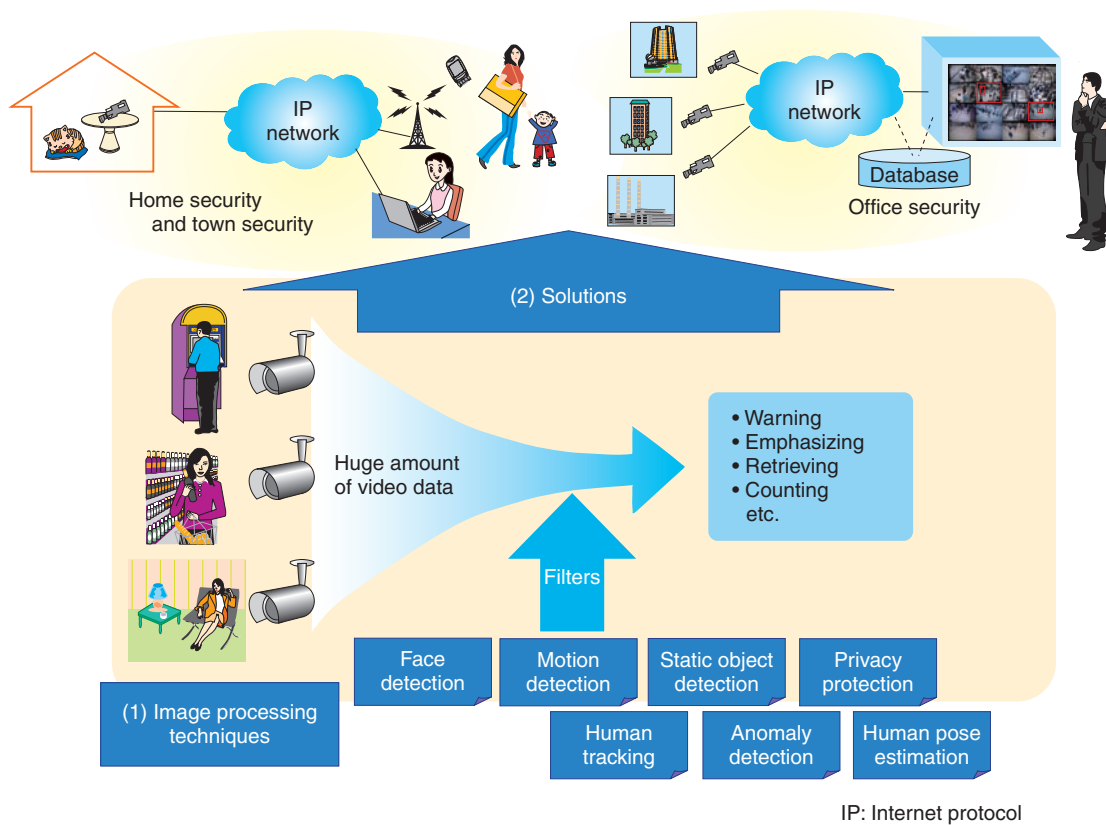 IP
network
Home security
and town security
IP
network
Database
Office security
(2) Solutions
Huge amount
of video data
• Warning
• Emphasizing
• Retrieving
• Counting
etc.
Filters
Face
detection
Motion
detection
Static object
detection
Privacy
protection
(1) Image processing
techniques
Human
tracking
Anomaly
detection
Human pose
estimation
IP: Internet protocol